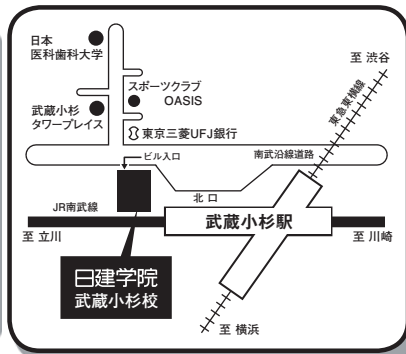 日本
医科歯科大学
至 渋谷
スポーツクラブ
OASIS
東急東横線
武蔵小杉
タワープレイス
東京三菱UFJ銀行
ビル入口
南武沿線道路
北口
JR南武線
武蔵小杉駅
至 立川
至 川崎
日建学院
武蔵小杉校
至 横浜